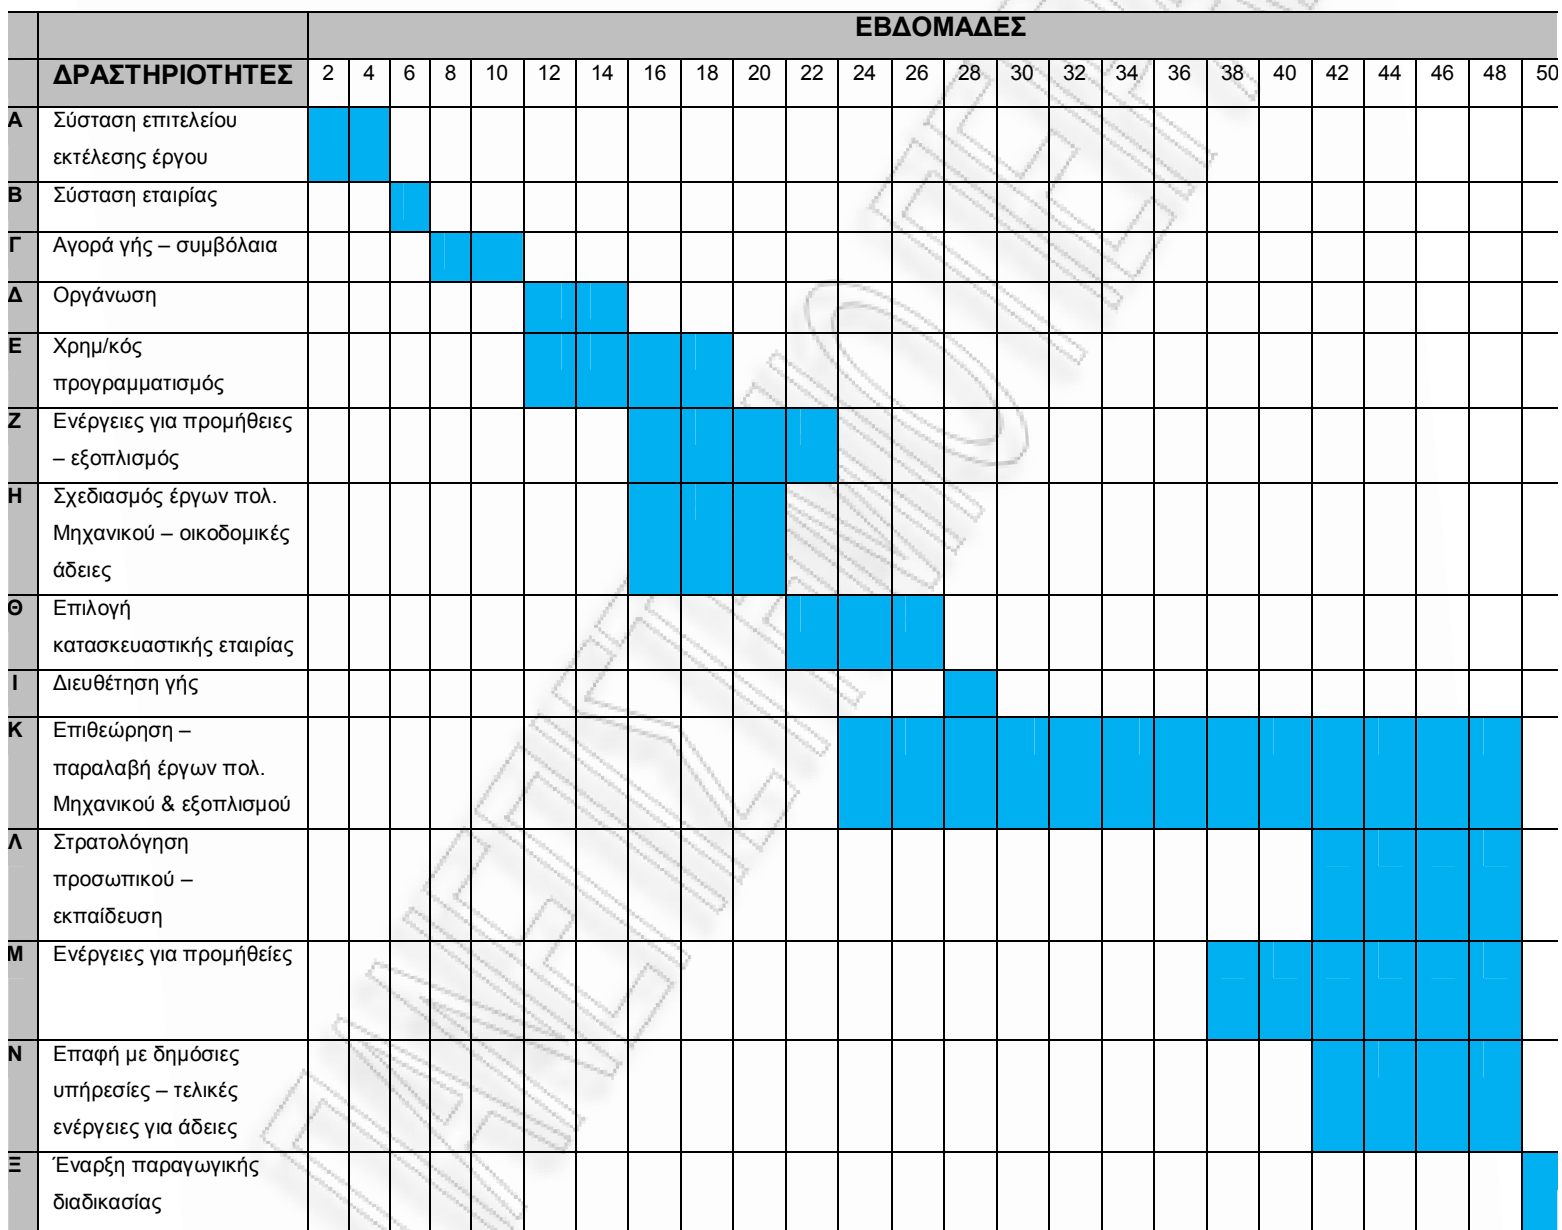 ΕΒΔΟΜΑΔΕΣ
ΔΡΑΣΤΗΡΙΟΤΗΤΕΣ 2 4 6 8 10 12 14 16 18 20 22 24 26 28 30 32 34 36 38 40 42 44 46 48 50
Α Σύσταση επιτελείου
εκτέλεσης έργου
Β Σύσταση εταιρίας
Γ Αγορά γής – συμβόλαια
Δ Οργάνωση
Ε Χρημ/κός
προγραμματισμός
Ζ Ενέργειες για προμήθειες
– εξοπλισμός
Η Σχεδιασμός έργων πολ.
Μηχανικού – οικοδομικές
άδειες
Θ Επιλογή
κατασκευαστικής εταιρίας
Ι Διευθέτηση γής
Κ Επιθεώρηση –
παραλαβή έργων πολ.
Μηχανικού & εξοπλισμού
Λ Στρατολόγηση
προσωπικού –
εκπαίδευση
Μ Ενέργειες για προμήθείες
Ν Επαφή με δημόσιες
υπήρεσίες – τελικές
ενέργειες για άδειες
Ξ Έναρξη παραγωγικής
διαδικασίας